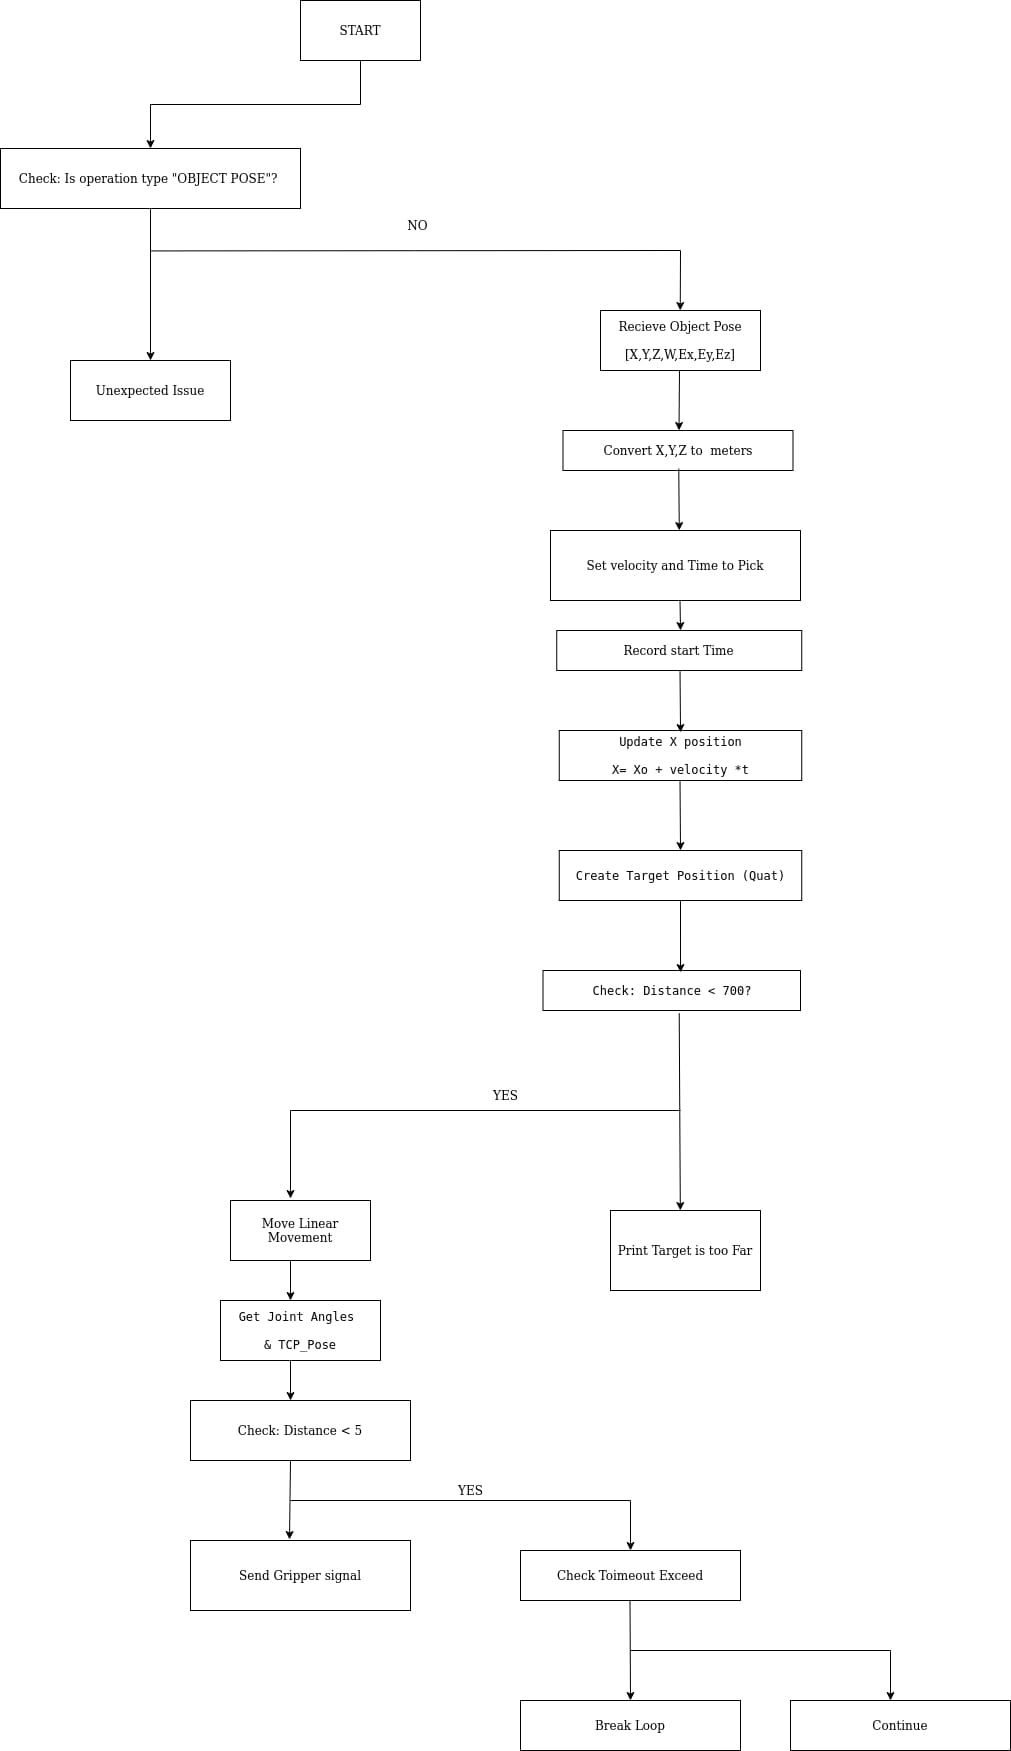 START
Check: Is operation type "OBJECT POSE"?
NO
Recieve Object Pose
[X,Y,Z,W,Ex,Ey,Ez]
Unexpected Issue
Convert X,Y,Z to  meters
Set velocity and Time to Pick
Record start Time
Update X position
X= Xo + velocity *t
Create Target Position (Quat)
Check: Distance < 700?
YES
Move Linear
Movement
Print Target is too Far
Get Joint Angles
& TCP_Pose
Check: Distance < 5
YES
Send Gripper signal
Check Toimeout Exceed
Break Loop
Continue